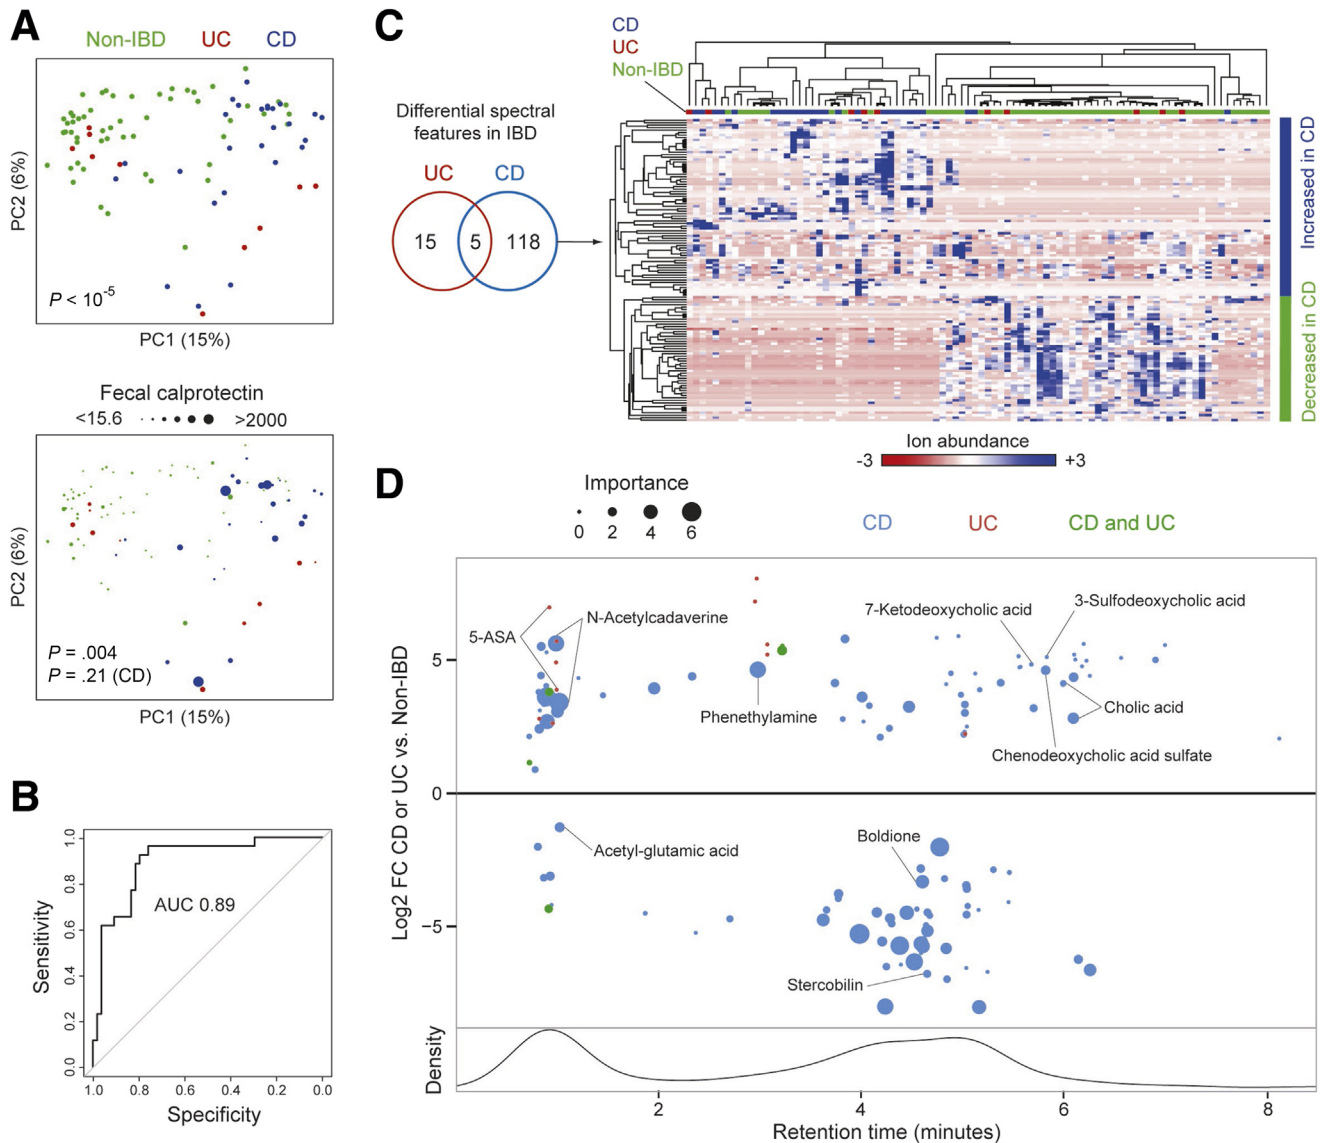 A
Non-IBD UC CD
PC2 (6%)
P < 10-5
PC1 (15%)
Fecal calprotectin
<15.6 >2000
PC2 (6%)
P = .004
P = .21 (CD)
PC1 (15%)
B
Sensitivity
1.0
0.8
0.6
0.4
0.2
0.0
AUC 0.89
1.0 0.8 0.6 0.4 0.2 0.0
Specificity
C
CD
UC
Non-IBD
Differential spectral
features in IBD
UC CD
15 5 118
Increased in CD
Decreased in CD
Ion abundance
-3 +3
D
Importance
0 2 4 6
CD UC CD and UC
Log2 FC CD or UC vs. Non-IBD
5
0
−5
5-ASA
N-Acetylcadaverine
Phenethylamine
7-Ketodeoxycholic acid
3-Sulfodeoxycholic acid
Cholic acid
Chenodeoxycholic acid sulfate
Acetyl-glutamic acid
Boldione
Stercobilin
Density
2 4 6 8
Retention time (minutes)